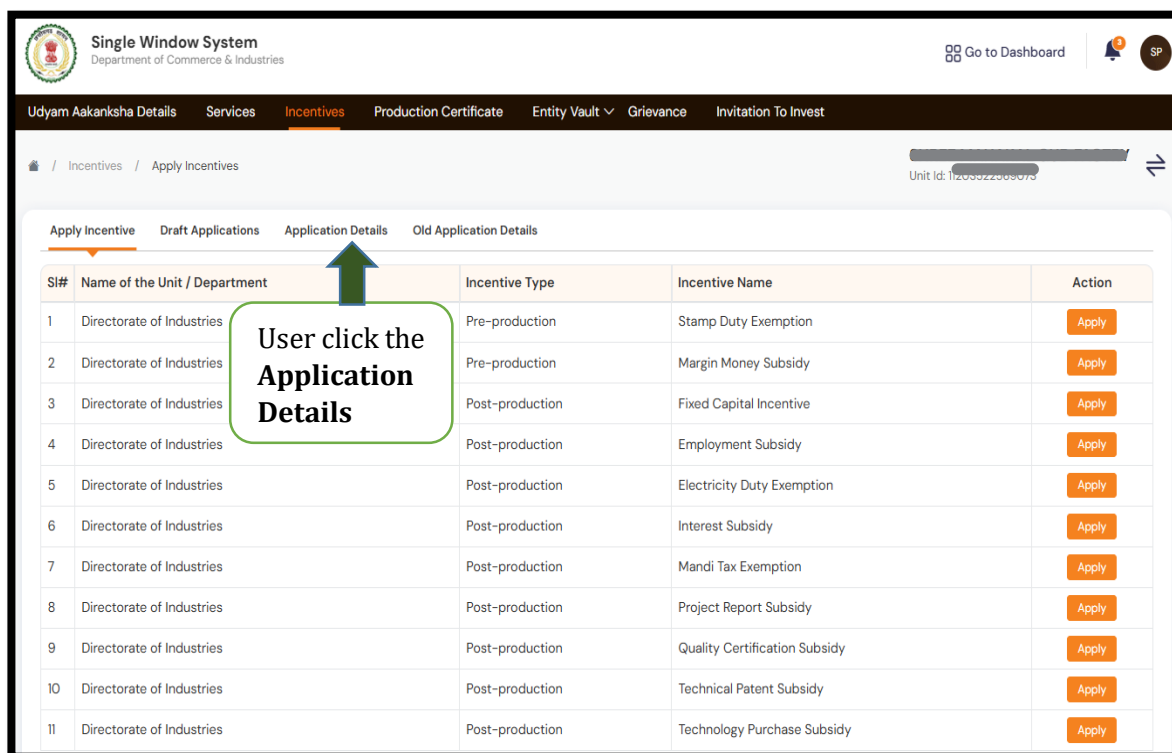 Single Window System
Department of Commerce & Industries
Go to Dashboard
3
SP
Udyam Aakanksha Details Services Incentives Production Certificate Entity Vault Grievance Invitation To Invest
/ Incentives / Apply Incentives
Unit Id:
Apply Incentive Draft Applications Application Details Old Application Details
Sl# Name of the Unit / Department Incentive Type Incentive Name Action
1 Directorate of Industries Pre-production Stamp Duty Exemption Apply
2 Directorate of Industries Pre-production Margin Money Subsidy Apply
3 Directorate of Industries Post-production Fixed Capital Incentive Apply
4 Directorate of Industries Post-production Employment Subsidy Apply
5 Directorate of Industries Post-production Electricity Duty Exemption Apply
6 Directorate of Industries Post-production Interest Subsidy Apply
7 Directorate of Industries Post-production Mandi Tax Exemption Apply
8 Directorate of Industries Post-production Project Report Subsidy Apply
9 Directorate of Industries Post-production Quality Certification Subsidy Apply
10 Directorate of Industries Post-production Technical Patent Subsidy Apply
11 Directorate of Industries Post-production Technology Purchase Subsidy Apply
User click the
Application
Details